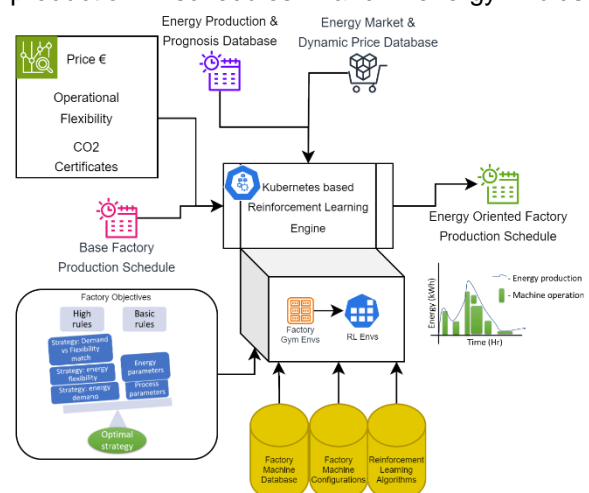 Energy Production &
Prognosis Database
Energy Market &
Dynamic Price Database
Price €
Operational
Flexibility
CO2
Certificates
Kubernetes based
Reinforcement Learning
Engine
Energy Oriented Factory
Production Schedule
Base Factory
Production Schedule
Factory Objectives
High
rules
Basic
rules
Strategy: Demand
vs Flexibility
match
Strategy: energy
flexibility
Strategy: energy
demand
Energy
parameters
Process
parameters
Optimal
strategy
Factory
Gym Envs
RL Envs
Energy (kWh)
Time (Hr)
- Energy production
- Machine operation
Factory
Machine
Database
Factory
Machine
Configurations
Reinforcement
Learning
Algorithms